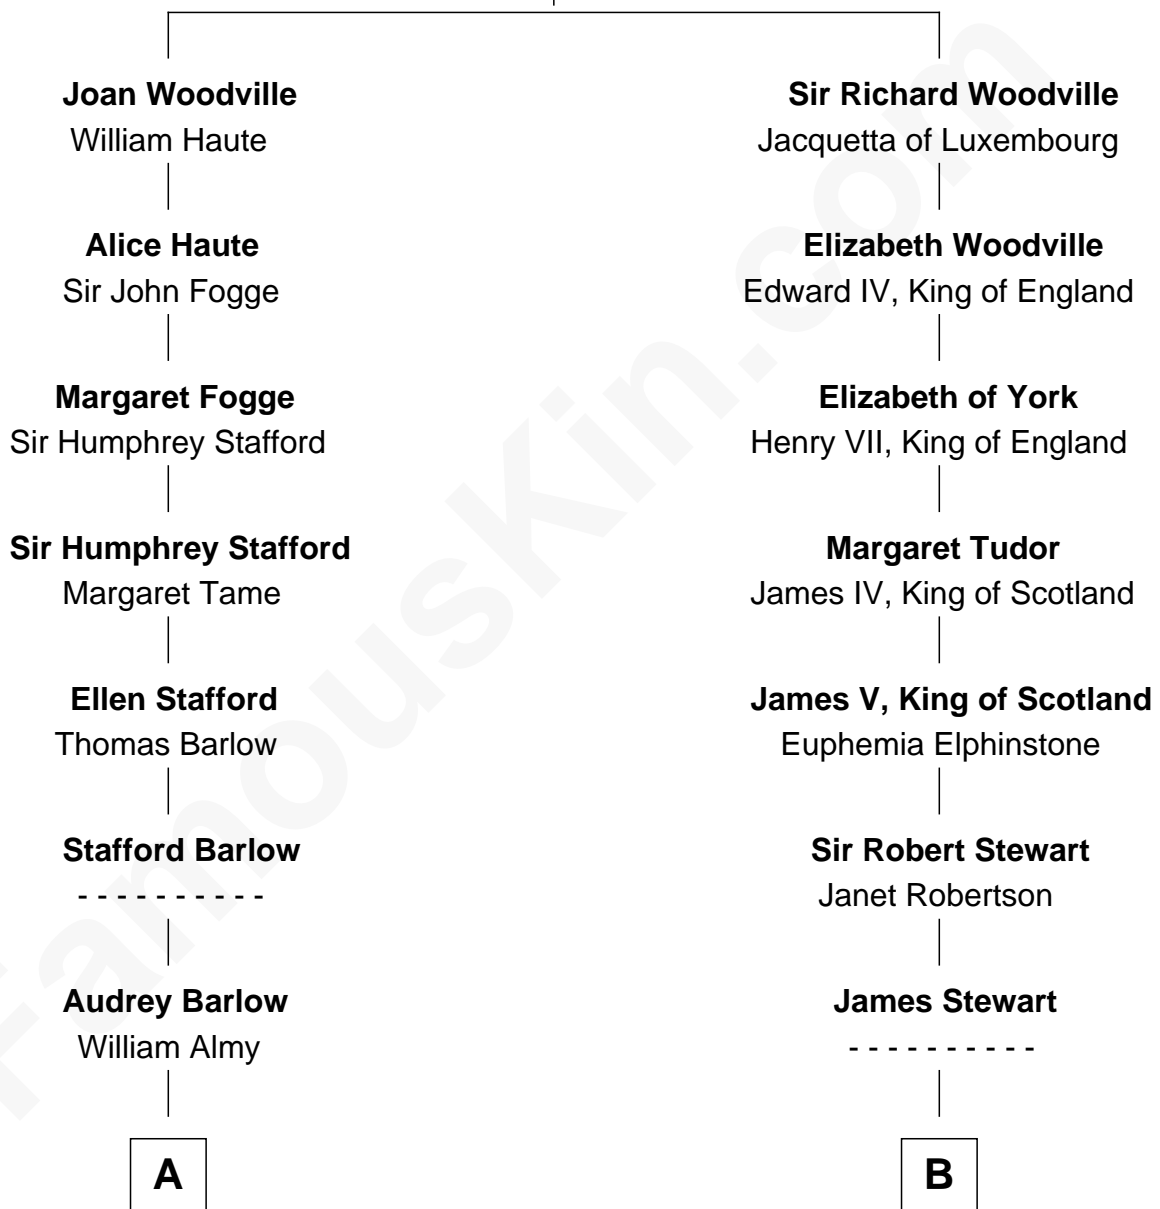 Joan Woodville
William Haute
Alice Haute
Sir John Fogge
Margaret Fogge
Sir Humphrey Stafford
Sir Humphrey Stafford
Margaret Tame
Ellen Stafford
Thomas Barlow
Stafford Barlow
- - - - - - - - - -
Audrey Barlow
William Almy
A
Sir Richard Woodville
Jacquetta of Luxembourg
Elizabeth Woodville
Edward IV, King of England
Elizabeth of York
Henry VII, King of England
Margaret Tudor
James IV, King of Scotland
James V, King of Scotland
Euphemia Elphinstone
Sir Robert Stewart
Janet Robertson
James Stewart
- - - - - - - - - -
B
FamousKin.com